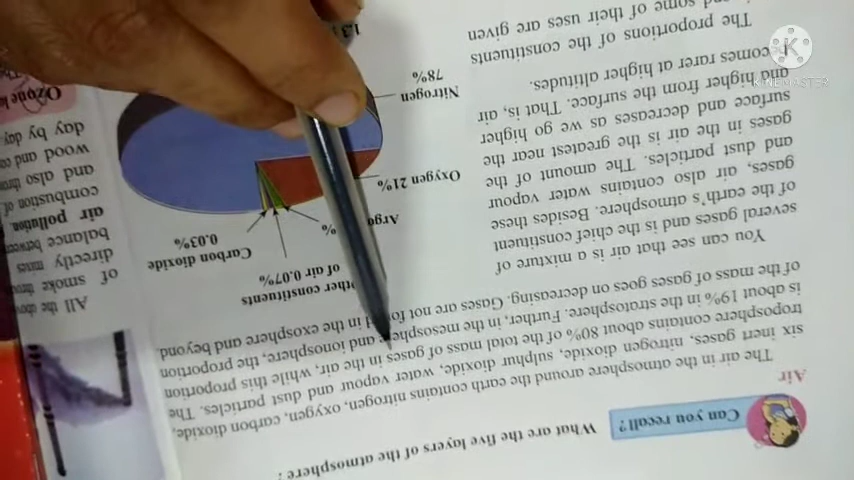 Can you recall?
What are the five layers of the atmosphere?
Air
The air in the atmosphere around the earth contains nitrogen, oxygen, carbon dioxide,
six inert gases, nitrogen dioxide, sulphur dioxide, water vapour and dust particles. The
troposphere contains about 80% of the total mass of gases in the air, while this proportion
is about 19% in the stratosphere. Further, in the mesosphere and ionosphere, the proportion
of the mass of gases goes on decreasing. Gases are not found in the exosphere and beyond
You can see that air is a mixture of
several gases and is the chief constituent
of the earth's atmosphere. Besides these
gases, air also contains water vapour
and dust particles. The amount of the
gases in the air is the greatest near the
surface and decreases as we go higher
and higher from the surface. That is, air
comes rarer at higher altitudes.
The proportions of the constituents
and some of their uses are given
other constituents
of air 0.07%
Carbon dioxide
0.03%
%
Oxygen 21%
Nitrogen
78%
All the
of smoke
directly mixes
balance between
air pollution.
of combustion of
and also
wood and
day by day
Ozone
KINEMASTER